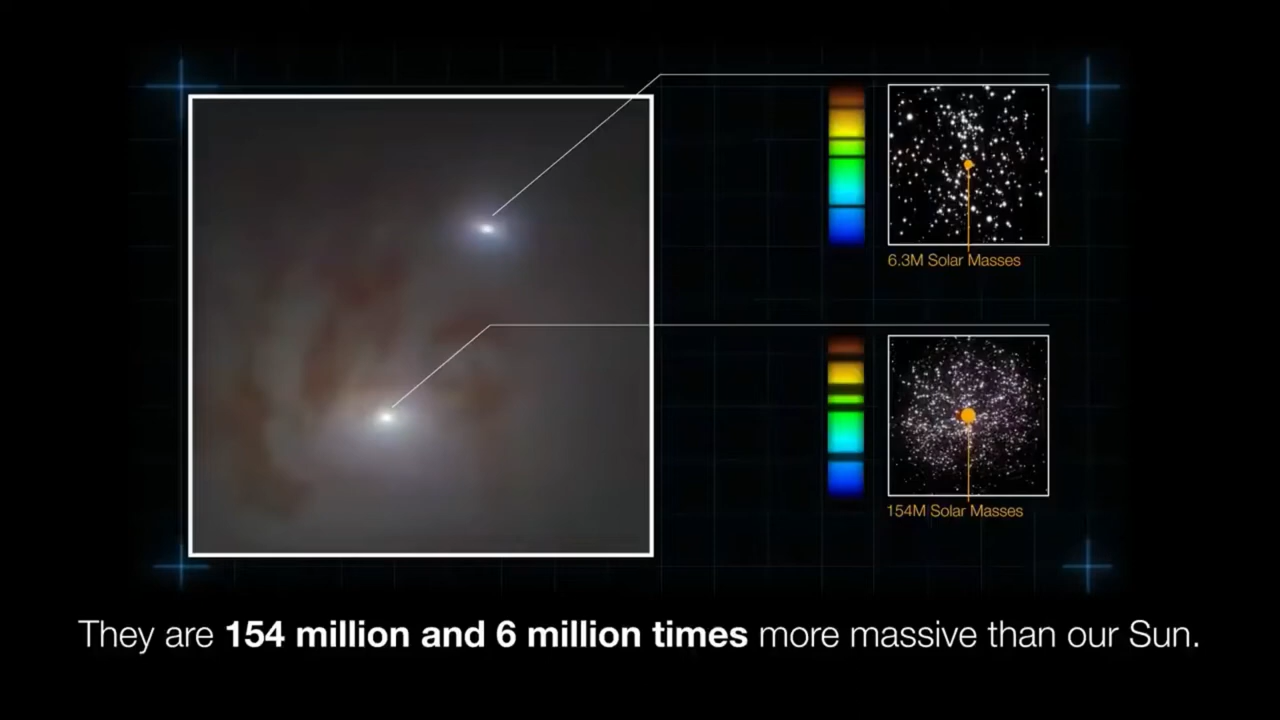 6.3M Solar Masses
154M Solar Masses
They are 154 million and 6 million times more massive than our Sun.